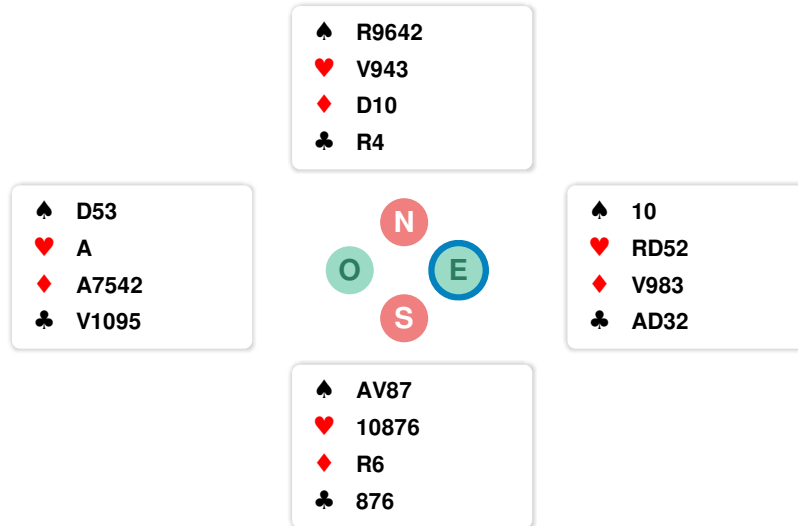 ♠ R9642
♥ V943
♦ D10
♣ R4
♠ D53
♥ A
♦ A7542
♣ V1095
N
O E
S
♠ 10
♥ RD52
♦ V983
♣ AD32
♠ AV87
♥ 10876
♦ R6
♣ 876